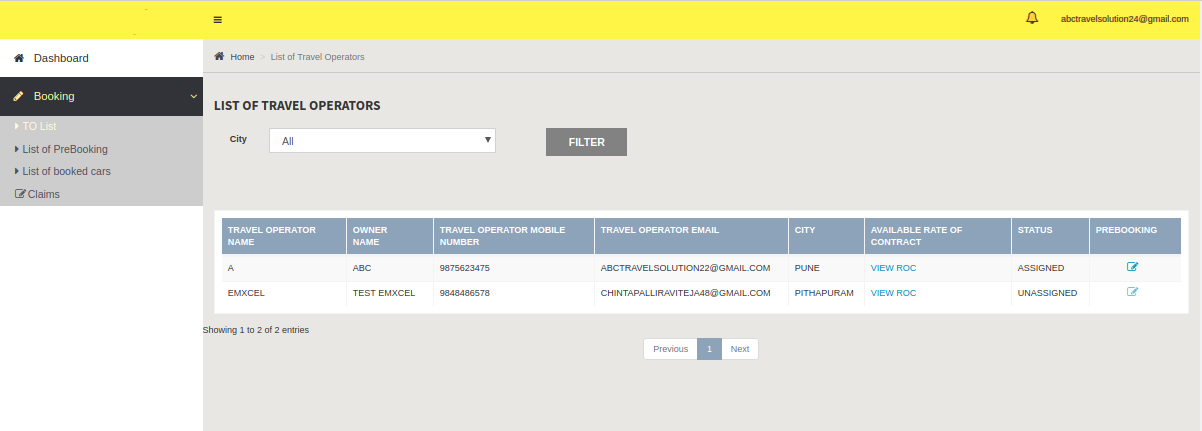 abctravelsolution24@gmail.com
Dashboard
Booking
TO List
List of PreBooking
List of booked cars
Claims
Home > List of Travel Operators
LIST OF TRAVEL OPERATORS
City All FILTER
TRAVEL OPERATOR NAME OWNER NAME TRAVEL OPERATOR MOBILE NUMBER TRAVEL OPERATOR EMAIL CITY AVAILABLE RATE OF CONTRACT STATUS PREBOOKING
A ABC 9875623475 ABCTRAVELSOLUTION22@GMAIL.COM PUNE VIEW ROC ASSIGNED
EMXCEL TEST EMXCEL 9848486578 CHINTAPALLIRAVITEJA48@GMAIL.COM PITHAPURAM VIEW ROC UNASSIGNED
Showing 1 to 2 of 2 entries
Previous 1 Next